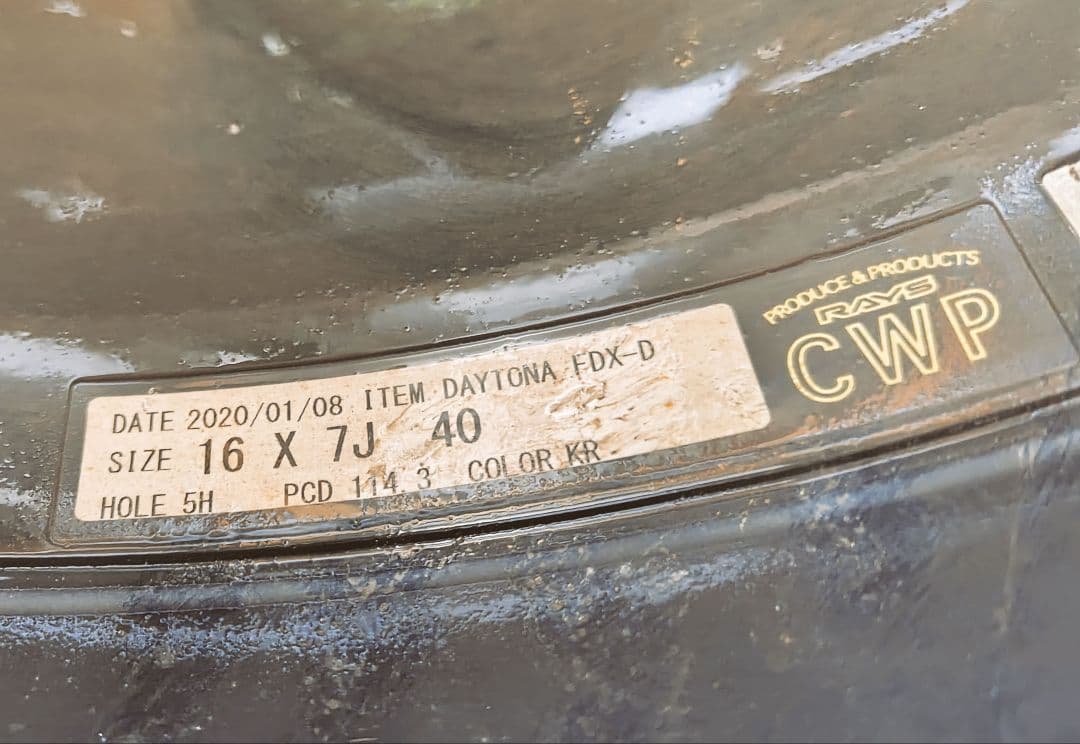 DATE 2020/01/08 ITEM DAYTONA FDX-D
SIZE 16 X 7J 40
HOLE 5H PCD 114.3 COLOR KR
PRODUCE & PRODUCTS
RAYS
CWP